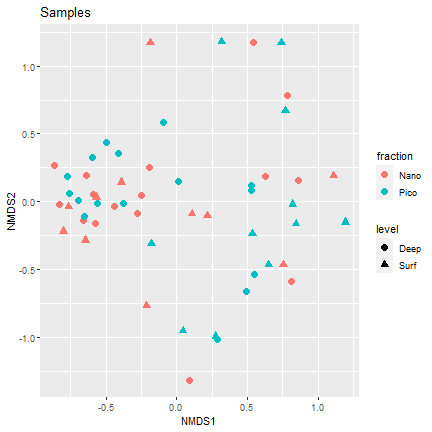 Samples
1.0
0.5
0.0
-0.5
-1.0
NMDS2
-0.5
0.0
0.5
1.0
NMDS1
fraction
Nano
Pico
level
Deep
Surf